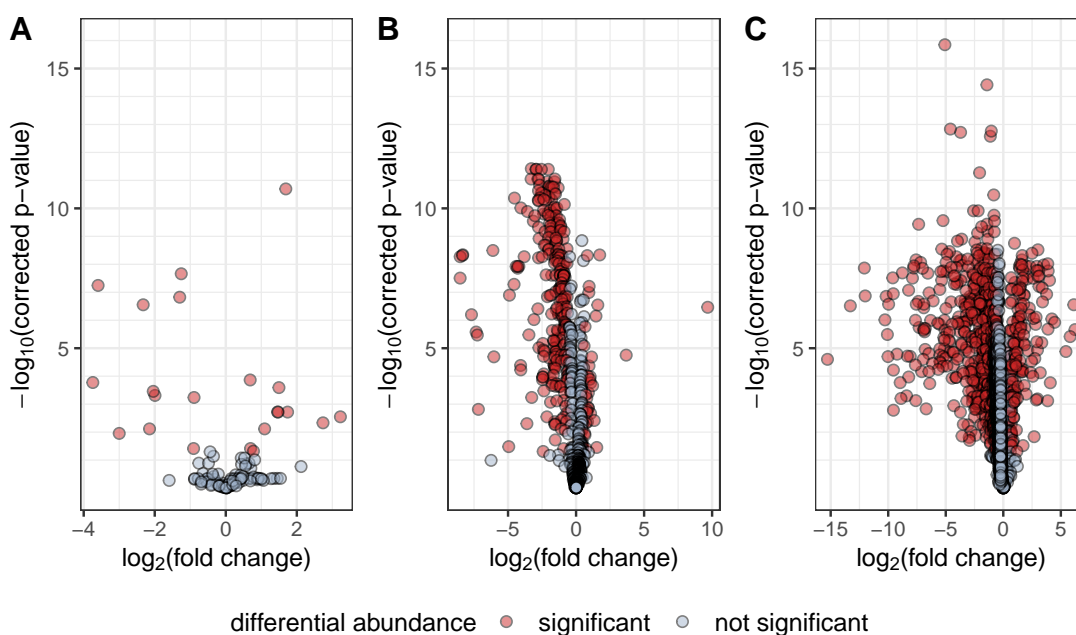 A
B
C
15
10
5
−log10(corrected p−value)
−4
−2
0
2
log2(fold change)
15
10
5
−log10(corrected p−value)
−5
0
5
10
log2(fold change)
15
10
5
−log10(corrected p−value)
−15
−10
−5
0
5
log2(fold change)
differential abundance significant not significant